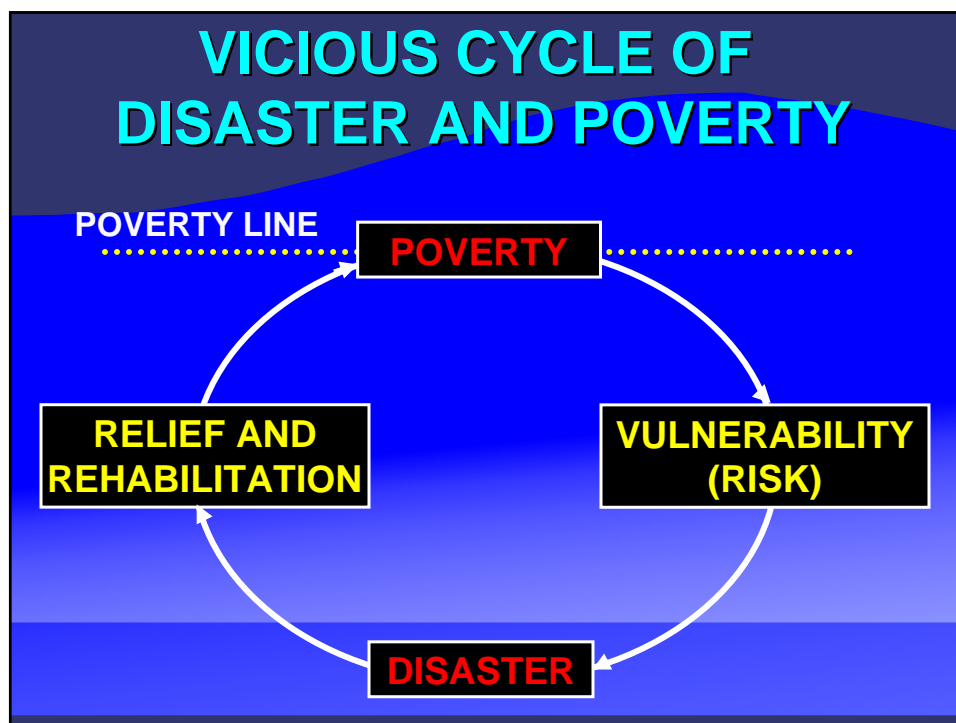 VICIOUS CYCLE OF
DISASTER AND POVERTY
POVERTY LINE
POVERTY
RELIEF AND
REHABILITATION
VULNERABILITY
(RISK)
DISASTER